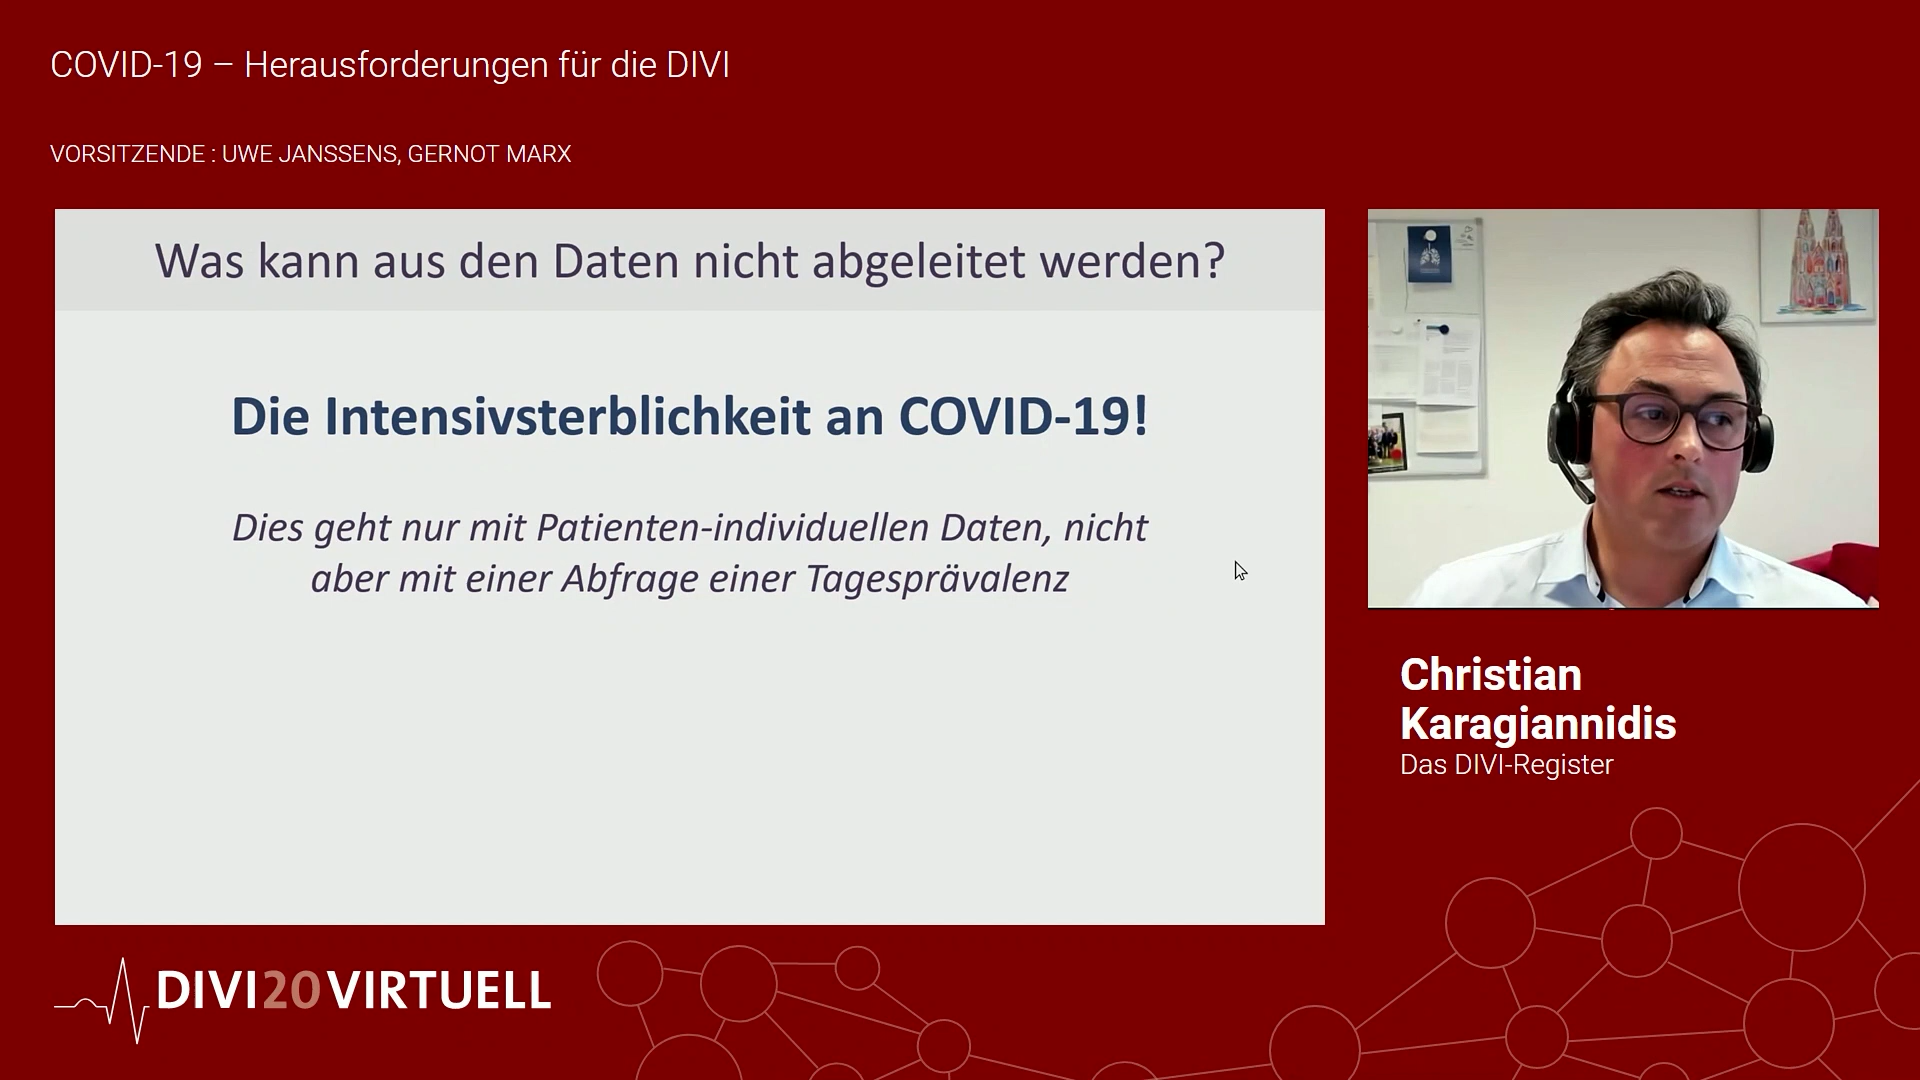 COVID-19 – Herausforderungen für die DIVI
VORSITZENDE : UWE JANSSENS, GERNOT MARX
Was kann aus den Daten nicht abgeleitet werden?
Die Intensivsterblichkeit an COVID-19!
Dies geht nur mit Patienten-individuellen Daten, nicht
aber mit einer Abfrage einer Tagesprävalenz
Christian
Karagiannidis
Das DIVI-Register
DIVI20VIRTUELL